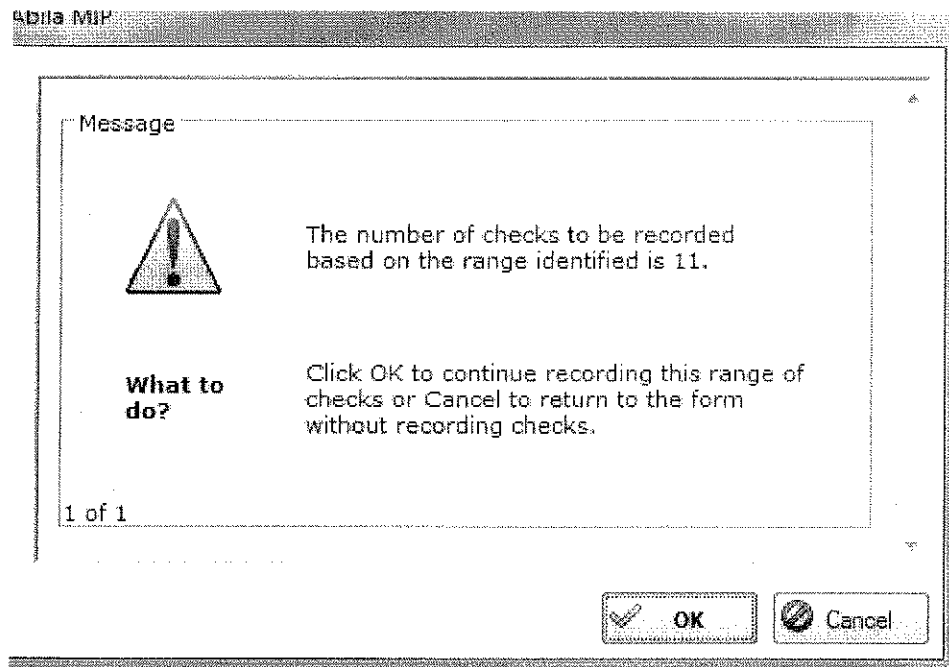 Abila MIP
Message
The number of checks to be recorded
based on the range identified is 11.
What to
do?
Click OK to continue recording this range of
checks or Cancel to return to the form
without recording checks.
1 of 1
OK
Cancel